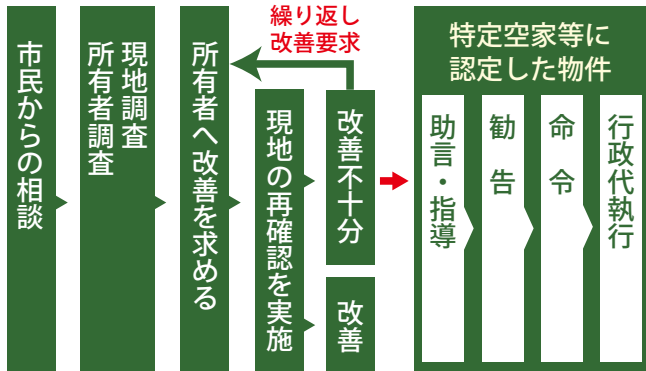 市民からの相談
現地調査
所有者調査
所有者へ改善を求める
繰り返し
改善要求
現地の再確認を実施
改善不十分
改善
特定空家等に
認定した物件
助言・指導
勧告
命令
行政代執行